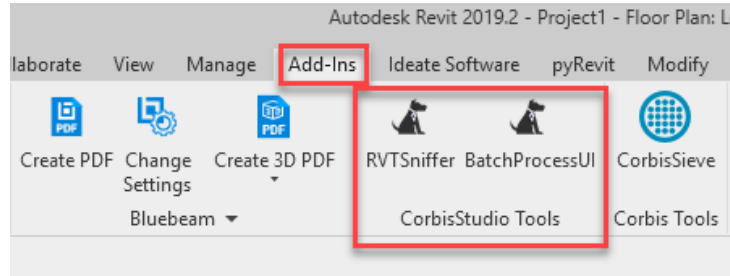 Autodesk Revit 2019.2 - Project1 - Floor Plan: L
laborate View Manage Add-Ins Ideate Software pyRevit Modify
PDF PDF
Create PDF Change Create 3D PDF RVTSniffer BatchProcessUI CorbisSieve
Settings
Bluebeam CorbisStudio Tools Corbis Tools